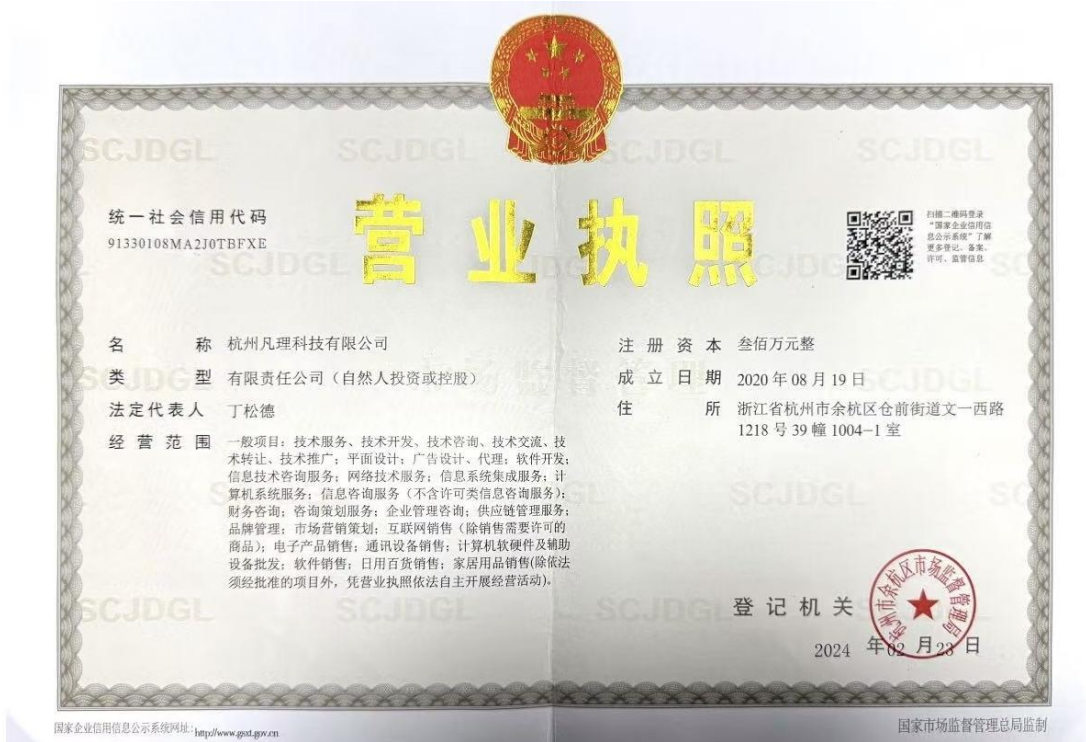 营业执照
统一社会信用代码
91330108MA2J0TBFXE
扫描二维码登录
“国家企业信用信
息公示系统”了解
更多登记、备案、
许可、监管信息
名 称 杭州凡理科技有限公司
类 型 有限责任公司（自然人投资或控股）
法定代表人 丁松德
经营范围 一般项目：技术服务、技术开发、技术咨询、技术交流、技
术转让、技术推广；平面设计；广告设计、代理；软件开发；
信息技术咨询服务；网络技术服务；信息系统集成服务；计
算机系统服务；信息咨询服务（不含许可类信息咨询服务）；
财务咨询；咨询策划服务；企业管理咨询；供应链管理服务；
品牌管理；市场营销策划；互联网销售（除销售需要许可的
商品）；电子产品销售；通讯设备销售；计算机软硬件及辅助
设备批发；软件销售；日用百货销售；家居用品销售(除依法
须经批准的项目外，凭营业执照依法自主开展经营活动)。
注册资本 叁佰万元整
成立日期 2020年08月19日
住 所 浙江省杭州市余杭区仓前街道文一西路
1218号39幢1004-1室
登记机关
杭州市余杭区市场监督管理局
2024 年02 月23 日
国家企业信用信息公示系统网址：http://www.gsxt.gov.cn
国家市场监督管理总局监制
SCJDGL